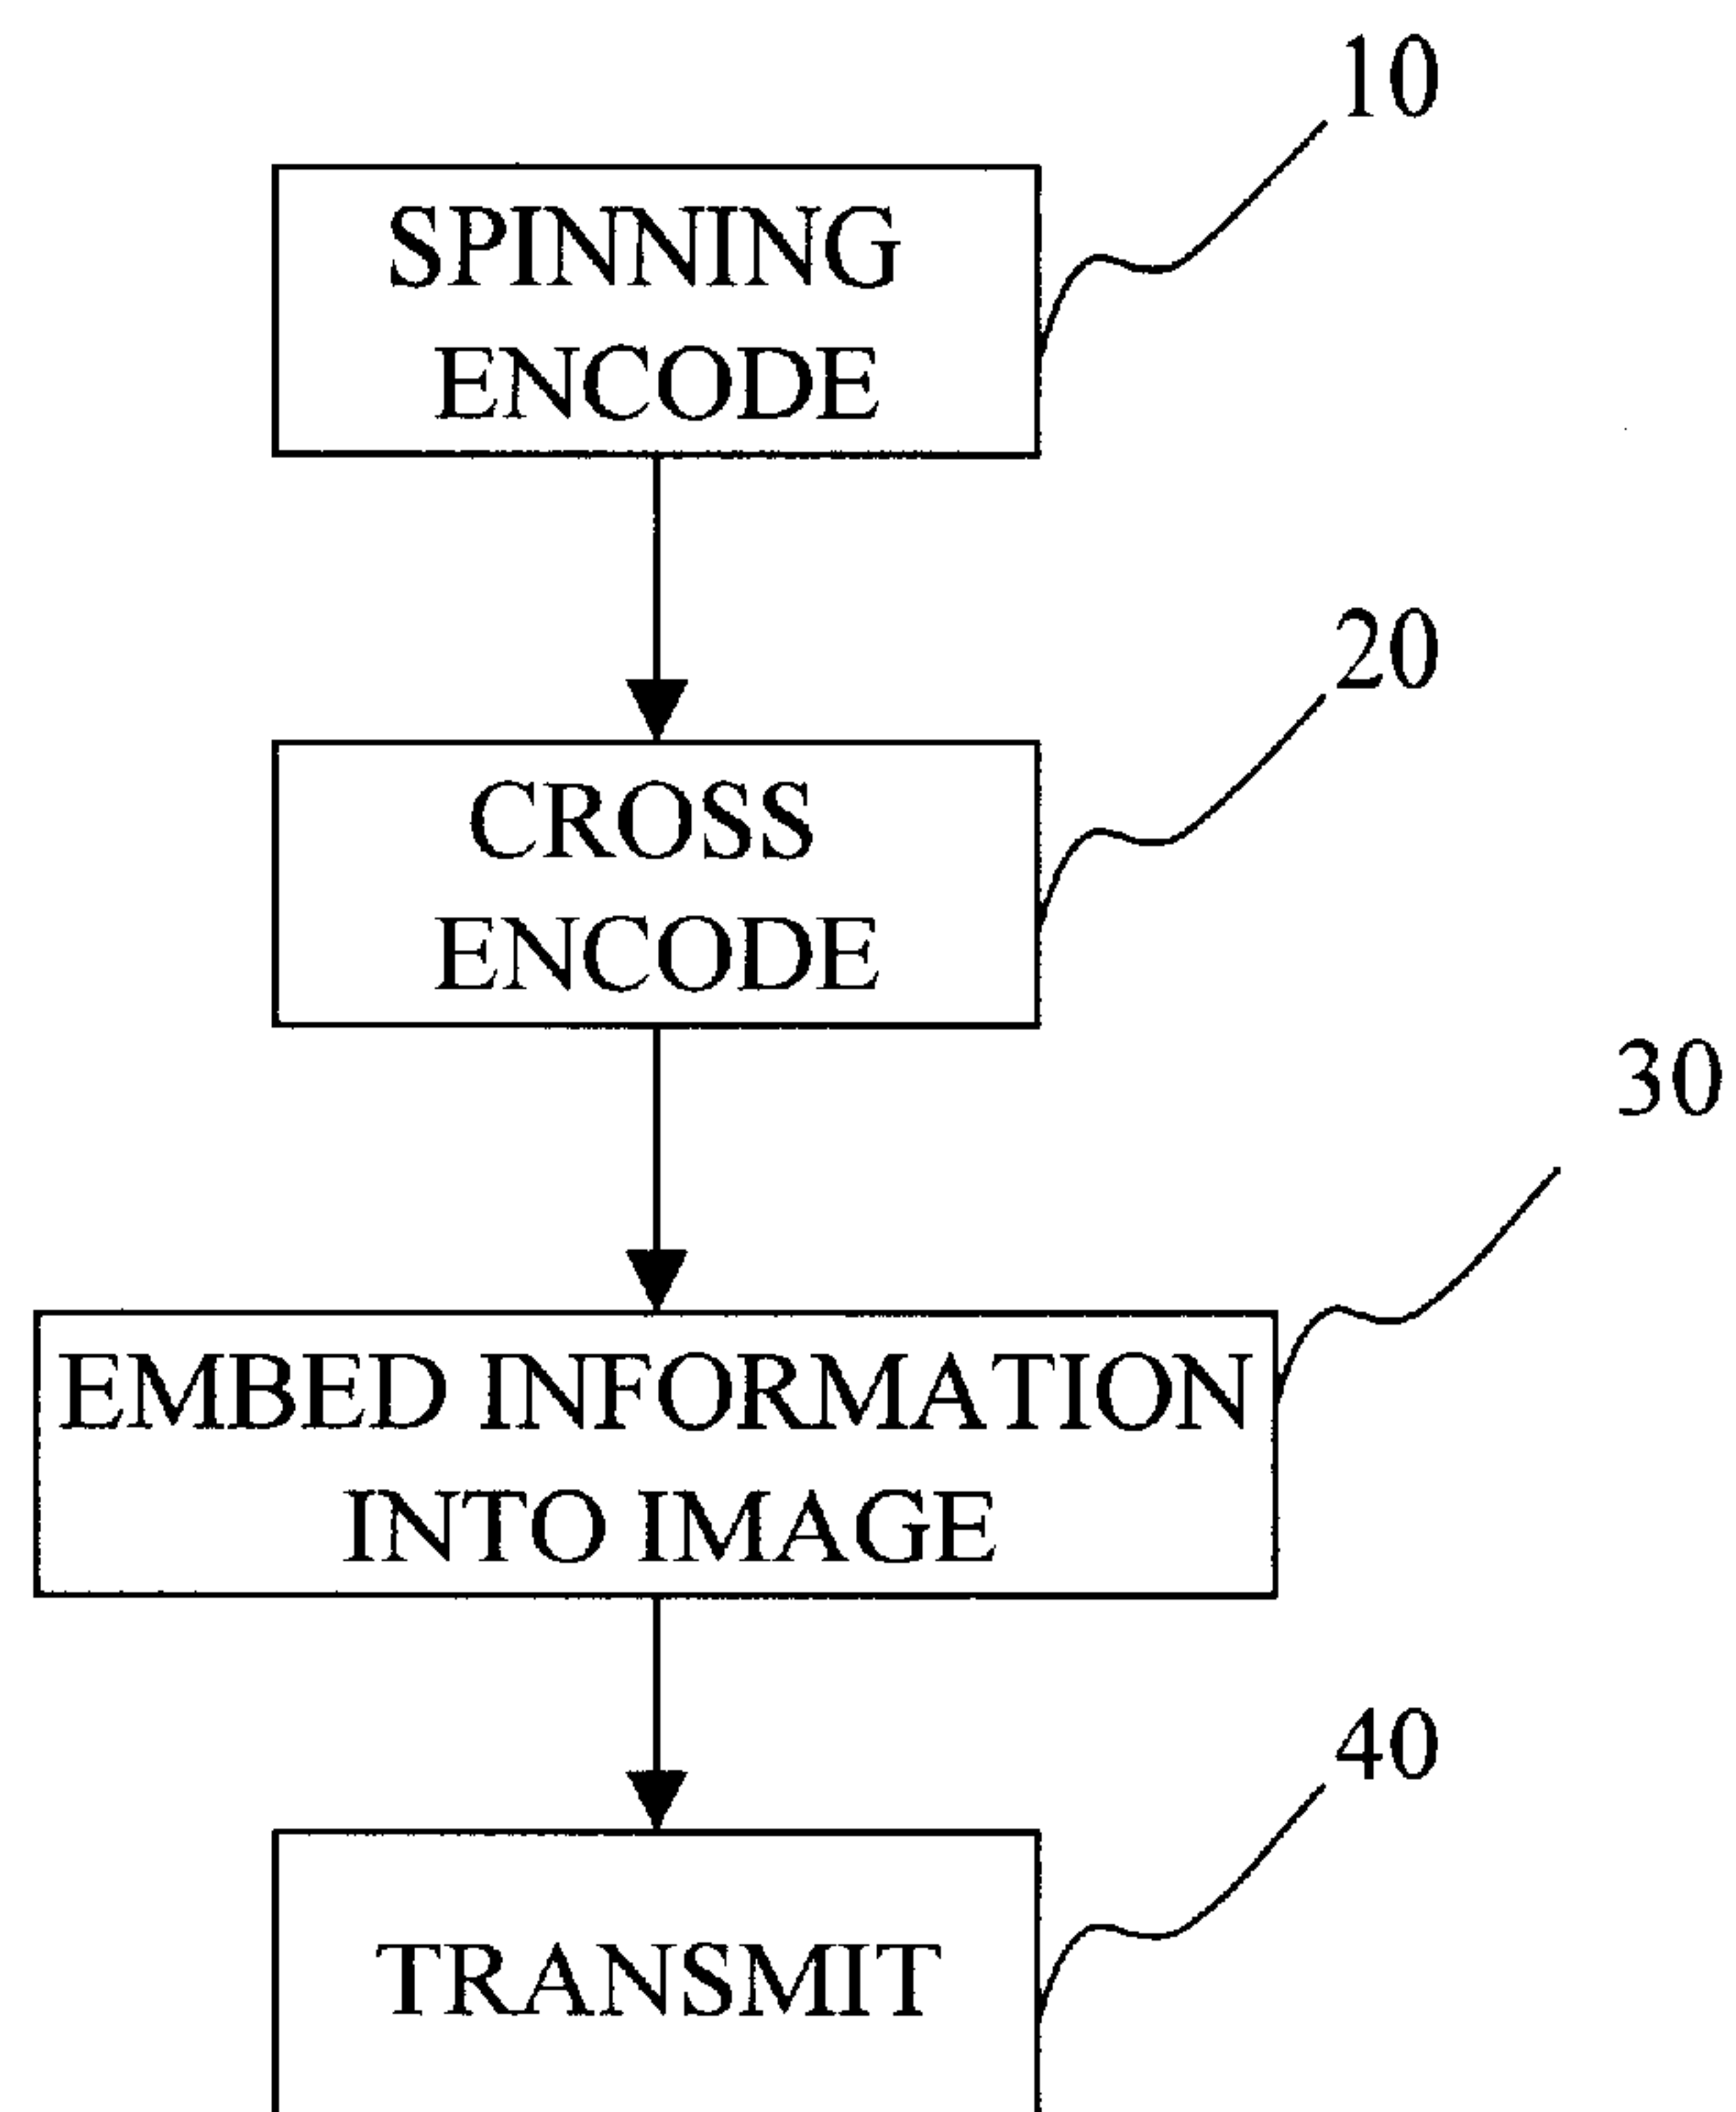 10
SPINNING
ENCODE
20
CROSS
ENCODE
30
EMBED INFORMATION
INTO IMAGE
40
TRANSMIT